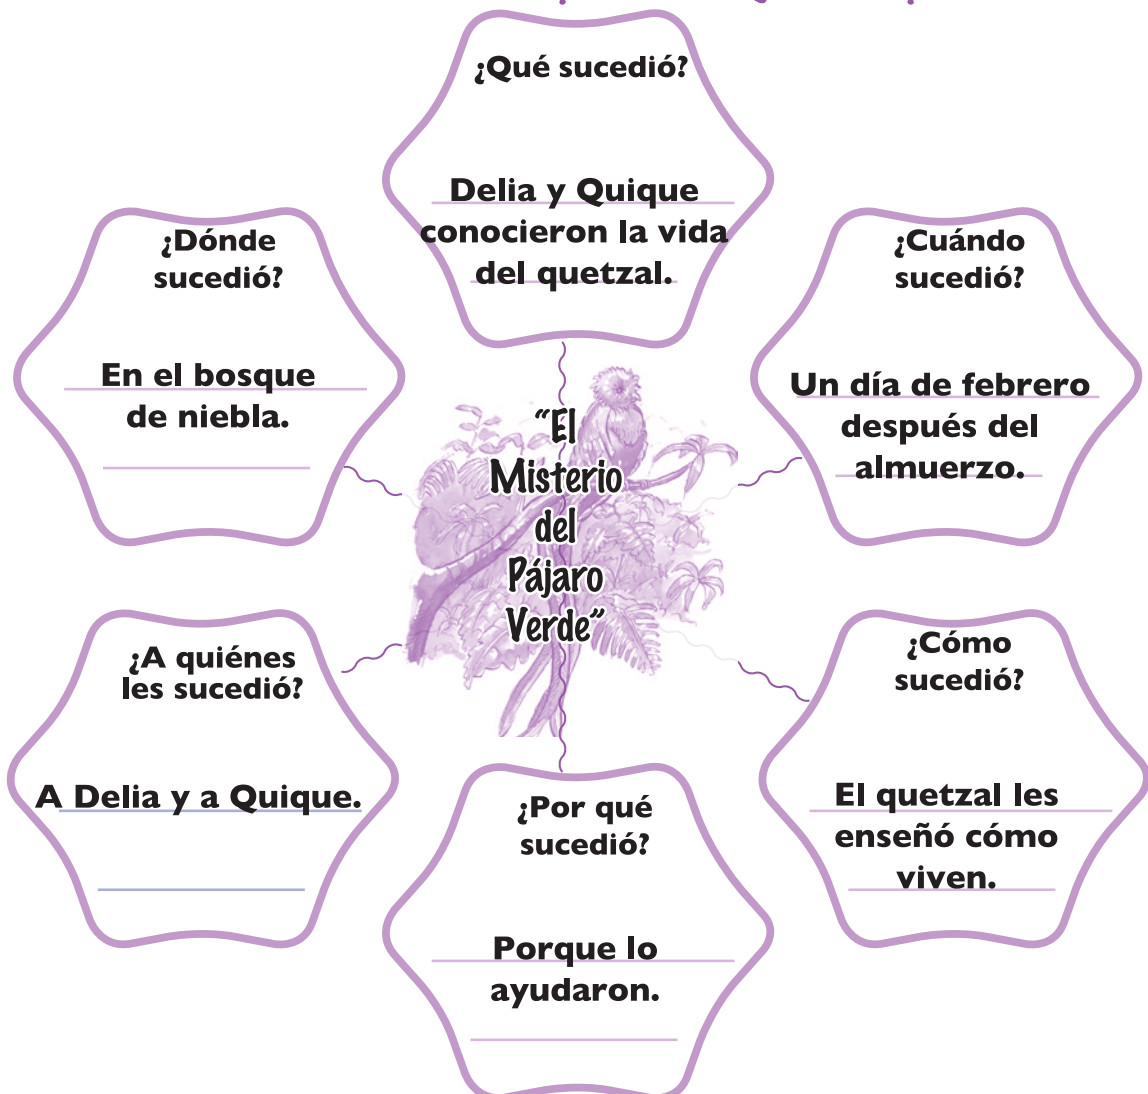 ¿Qué sucedió?
Delia y Quique
conocieron la vida
del quetzal.
¿Dónde
sucedió?
En el bosque
de niebla.
¿Cuándo
sucedió?
Un día de febrero
después del
almuerzo.
“El
Misterio
del
Pájaro
Verde”
¿A quiénes
les sucedió?
A Delia y a Quique.
¿Cómo
sucedió?
El quetzal les
enseñó cómo
viven.
¿Por qué
sucedió?
Porque lo
ayudaron.